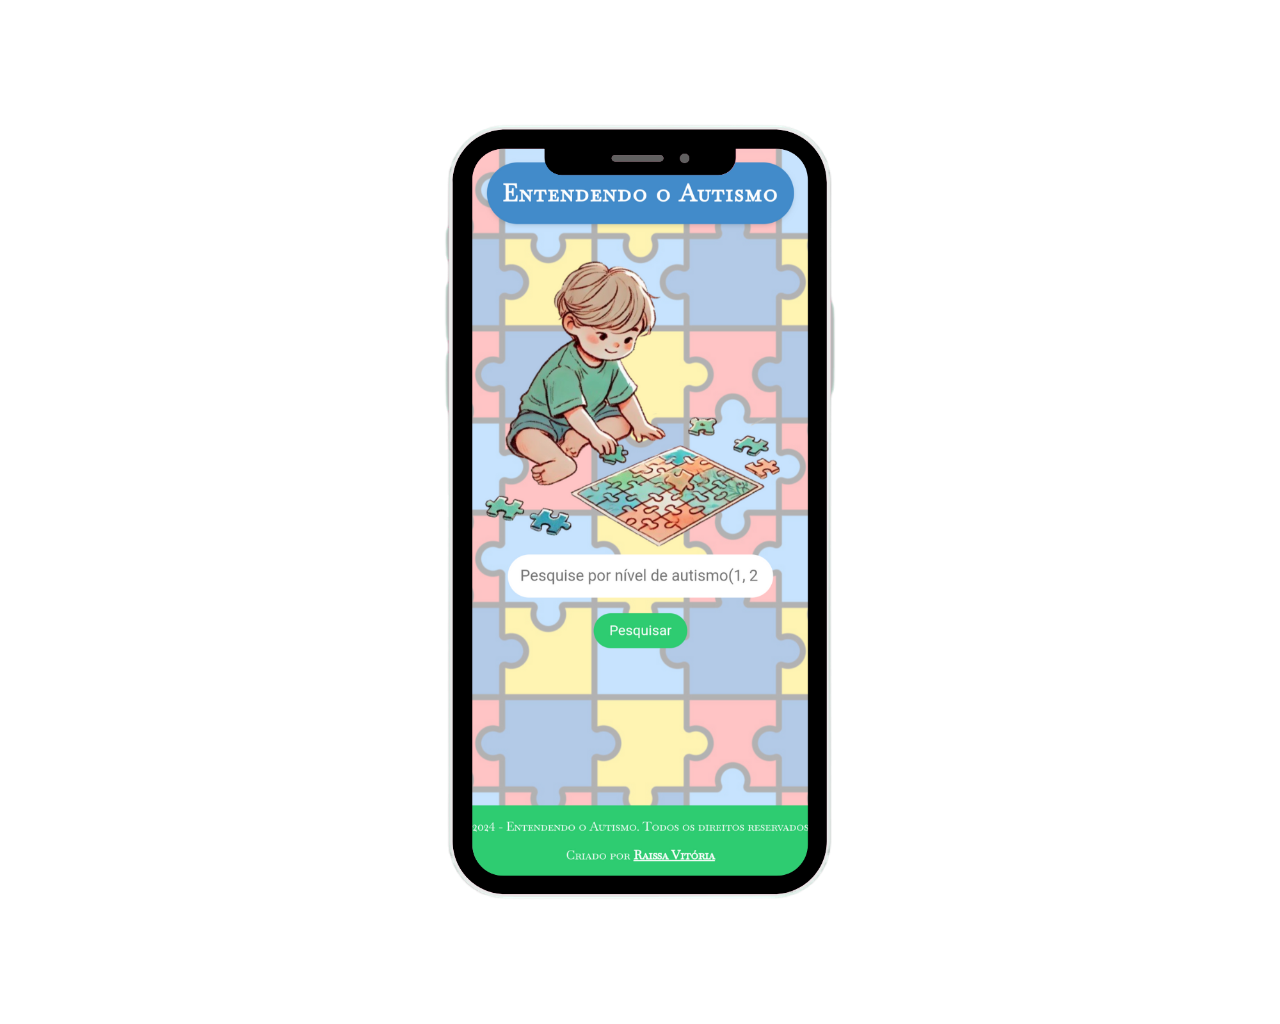 Entendendo o Autismo
Pesquise por nível de autismo(1, 2
Pesquisar
2024 - Entendendo o Autismo. Todos os direitos reservados
Criado por Raissa Vitória